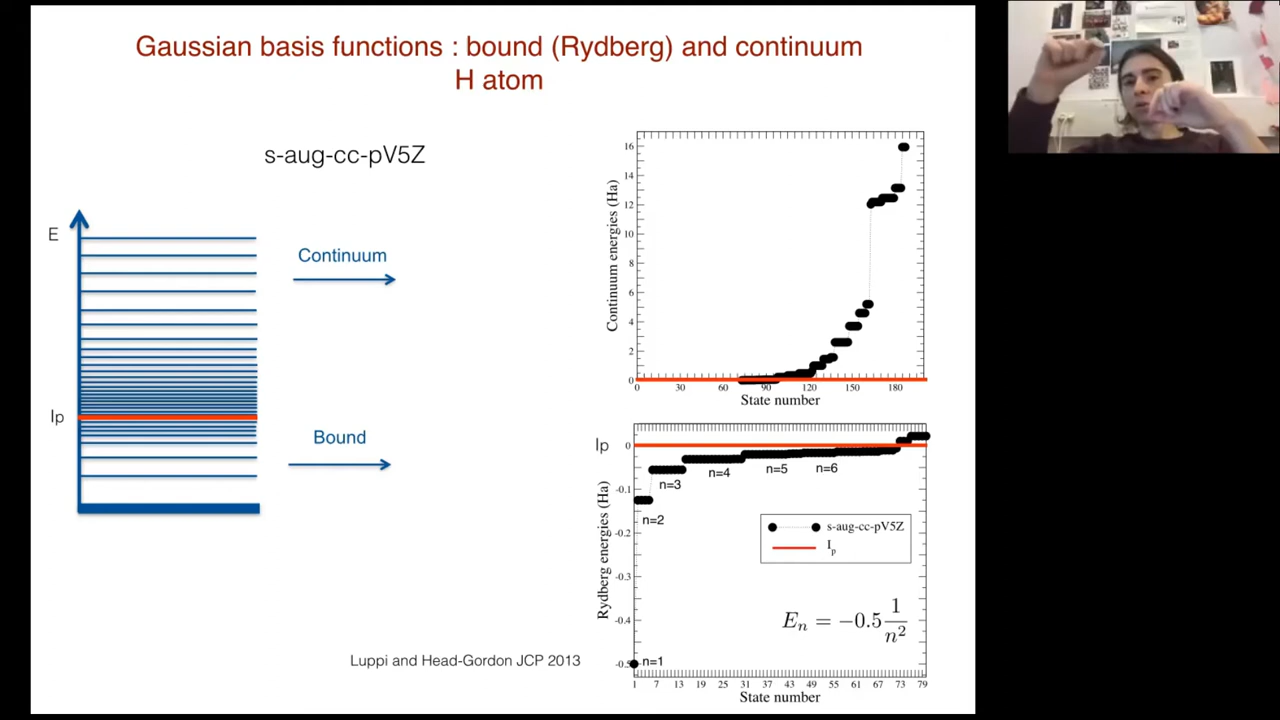 Gaussian basis functions : bound (Rydberg) and continuum
H atom
s-aug-cc-pV5Z
E
Continuum
Ip
Bound
Luppi and Head-Gordon JCP 2013
Continuum energies (Ha)
16
14
12
10
8
6
4
2
0
0 30 60 90 120 150 180
State number
Ip
Rydberg energies (Ha)
0
-0.1
-0.2
-0.3
-0.4
-0.5
n=1
n=2
n=3
n=4
n=5
n=6
s-aug-cc-pV5Z
Ip
En = −0.5 1/n²
1 7 13 19 25 31 37 43 49 55 61 67 73 79
State number